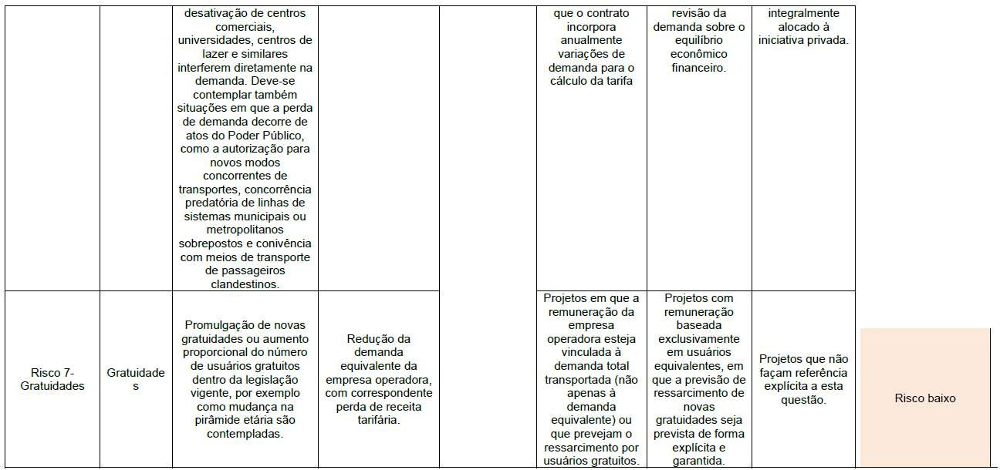 desativação de centros
comerciais,
universidades, centros de
lazer e similares
interferem diretamente na
demanda. Deve-se
contemplar também
situações em que a perda
de demanda decorre de
atos do Poder Público,
como a autorização para
novos modos
concorrentes de
transportes, concorrência
predatória de linhas de
sistemas municipais ou
metropolitanos
sobrepostos e conivência
com meios de transporte
de passageiros
clandestinos.
que o contrato
incorpora
anualmente
variações de
demanda para o
cálculo da tarifa
revisão da
demanda sobre o
equilíbrio
econômico
financeiro.
integralmente
alocado à
iniciativa privada.
Risco 7-
Gratuidades
Gratuidade
s
Promulgação de novas
gratuidades ou aumento
proporcional do número
de usuários gratuitos
dentro da legislação
vigente, por exemplo
como mudança na
pirâmide etária são
contempladas.
Redução da
demanda
equivalente da
empresa operadora,
com correspondente
perda de receita
tarifária.
Projetos em que a
remuneração da
empresa
operadora esteja
vinculada à
demanda total
transportada (não
apenas à
demanda
equivalente) ou
que prevejam o
ressarcimento por
usuários gratuitos.
Projetos com
remuneração
baseada
exclusivamente
em usuários
equivalentes, em
que a previsão de
ressarcimento de
novas
gratuidades seja
prevista de forma
explícita e
garantida.
Projetos que não
façam referência
explícita a esta
questão.
Risco baixo